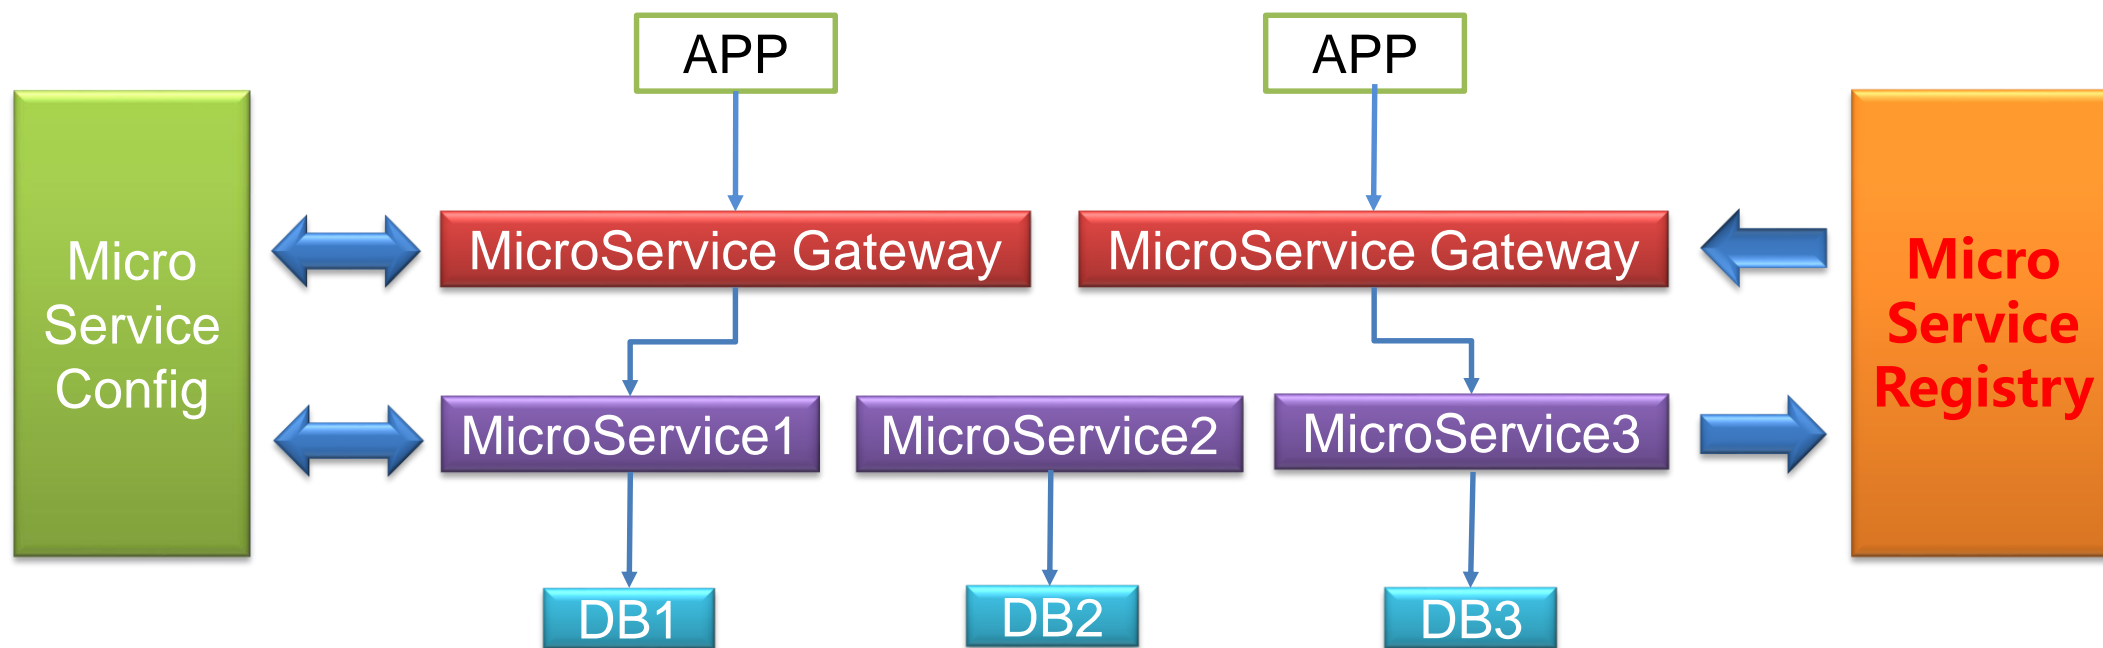 APP
APP
Micro
Service
Config
MicroService Gateway
MicroService Gateway
Micro
Service
Registry
MicroService1
MicroService2
MicroService3
DB1
DB2
DB3